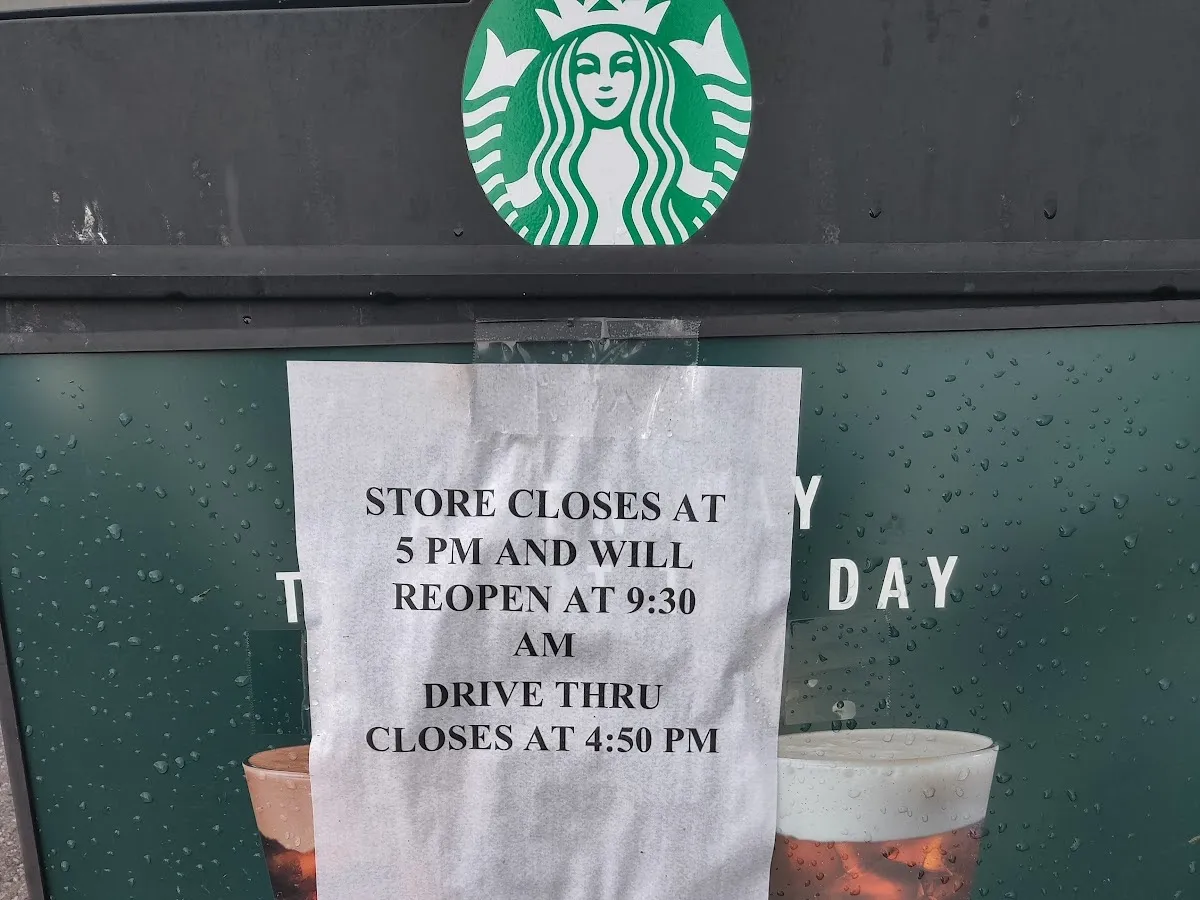 STORE CLOSES AT
5 PM AND WILL
REOPEN AT 9:30
AM
DRIVE THRU
CLOSES AT 4:50 PM
DAY